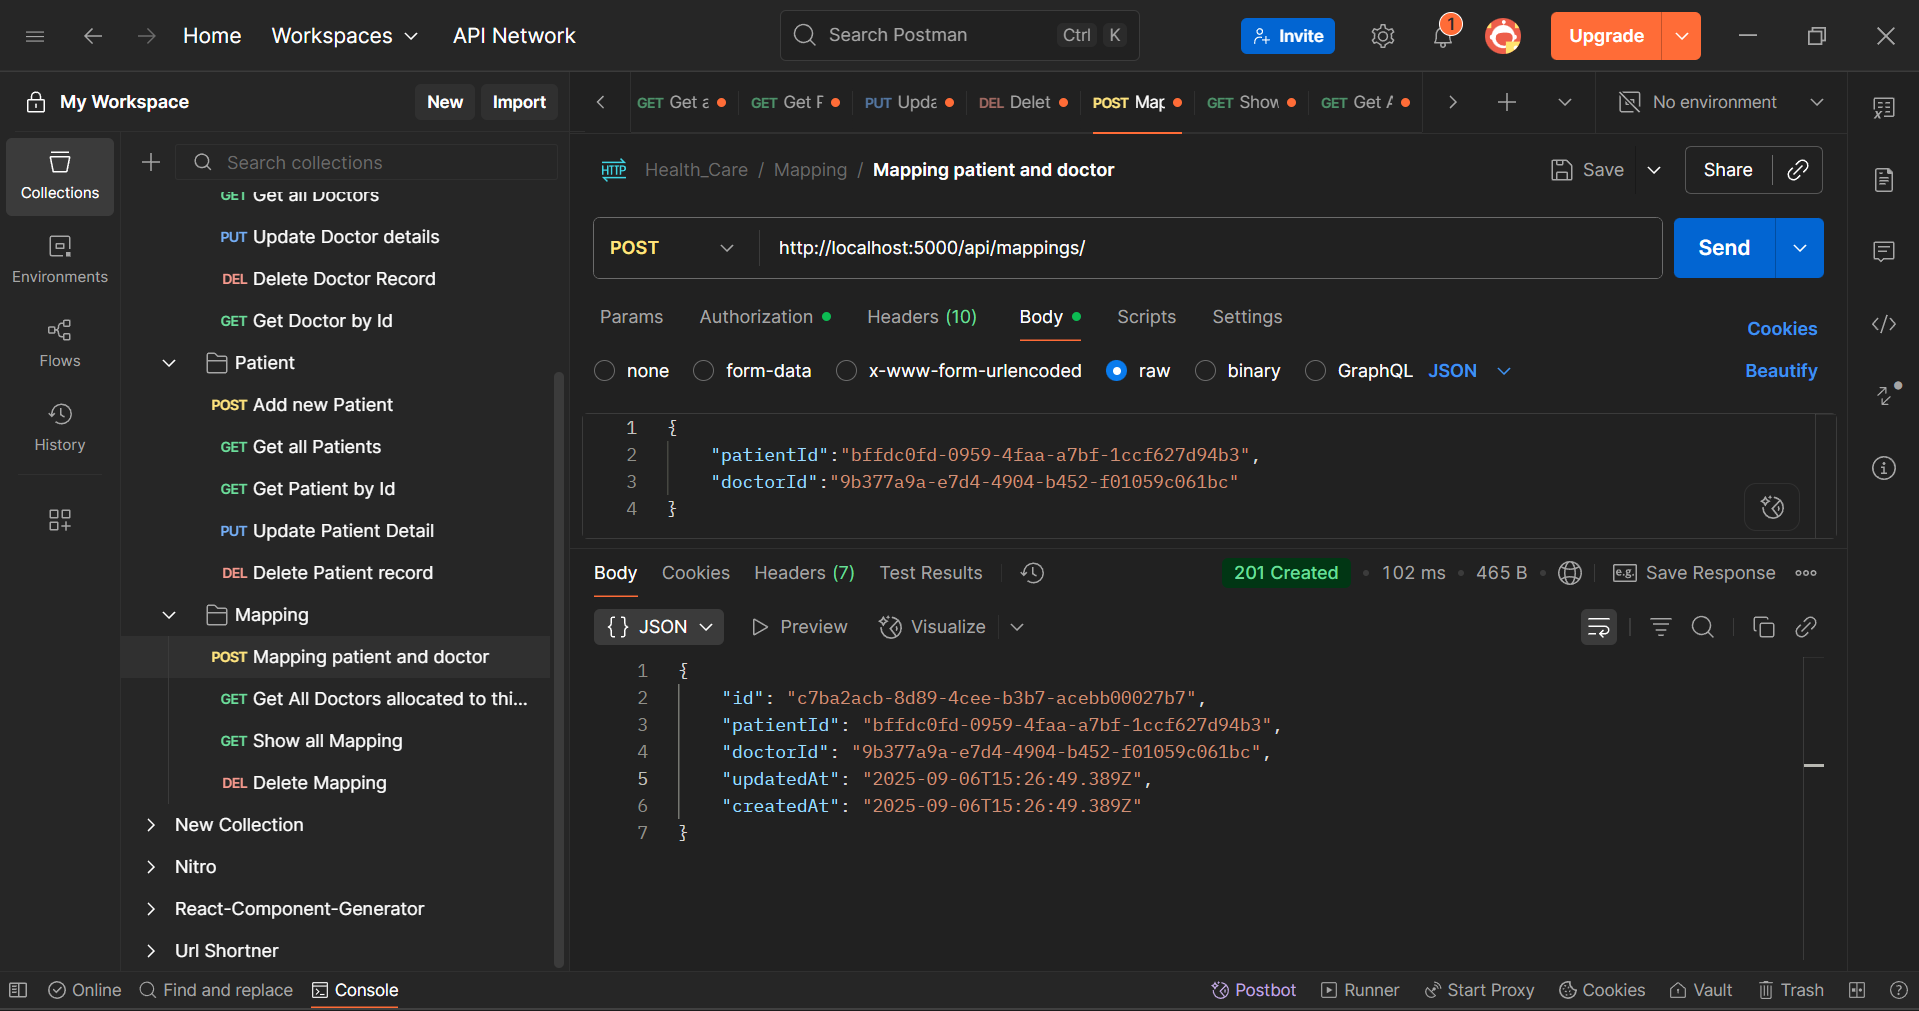 Home
Workspaces
API Network
Search Postman
Ctrl K
Invite
1
Upgrade
My Workspace
New
Import
GET Get a
GET Get F
PUT Upda
DEL Delet
POST Map
GET Show
GET Get A
No environment
Collections
Environments
Flows
History
Search collections
GET Get all Doctors
PUT Update Doctor details
DEL Delete Doctor Record
GET Get Doctor by Id
Patient
POST Add new Patient
GET Get all Patients
GET Get Patient by Id
PUT Update Patient Detail
DEL Delete Patient record
Mapping
POST Mapping patient and doctor
GET Get All Doctors allocated to thi...
GET Show all Mapping
DEL Delete Mapping
New Collection
Nitro
React-Component-Generator
Url Shortner
HTTP Health_Care / Mapping / Mapping patient and doctor
Save
Share
POST
http://localhost:5000/api/mappings/
Send
Params
Authorization
Headers (10)
Body
Scripts
Settings
Cookies
none
form-data
x-www-form-urlencoded
raw
binary
GraphQL
JSON
Beautify
1 {
2 "patientId":"bffdc0fd-0959-4faa-a7bf-1ccf627d94b3",
3 "doctorId":"9b377a9a-e7d4-4904-b452-f01059c061bc"
4 }
Body
Cookies
Headers (7)
Test Results
201 Created
102 ms
465 B
e.g. Save Response
{} JSON
Preview
Visualize
1 {
2 "id": "c7ba2acb-8d89-4cee-b3b7-acebb00027b7",
3 "patientId": "bffdc0fd-0959-4faa-a7bf-1ccf627d94b3",
4 "doctorId": "9b377a9a-e7d4-4904-b452-f01059c061bc",
5 "updatedAt": "2025-09-06T15:26:49.389Z",
6 "createdAt": "2025-09-06T15:26:49.389Z"
7 }
Online
Find and replace
Console
Postbot
Runner
Start Proxy
Cookies
Vault
Trash